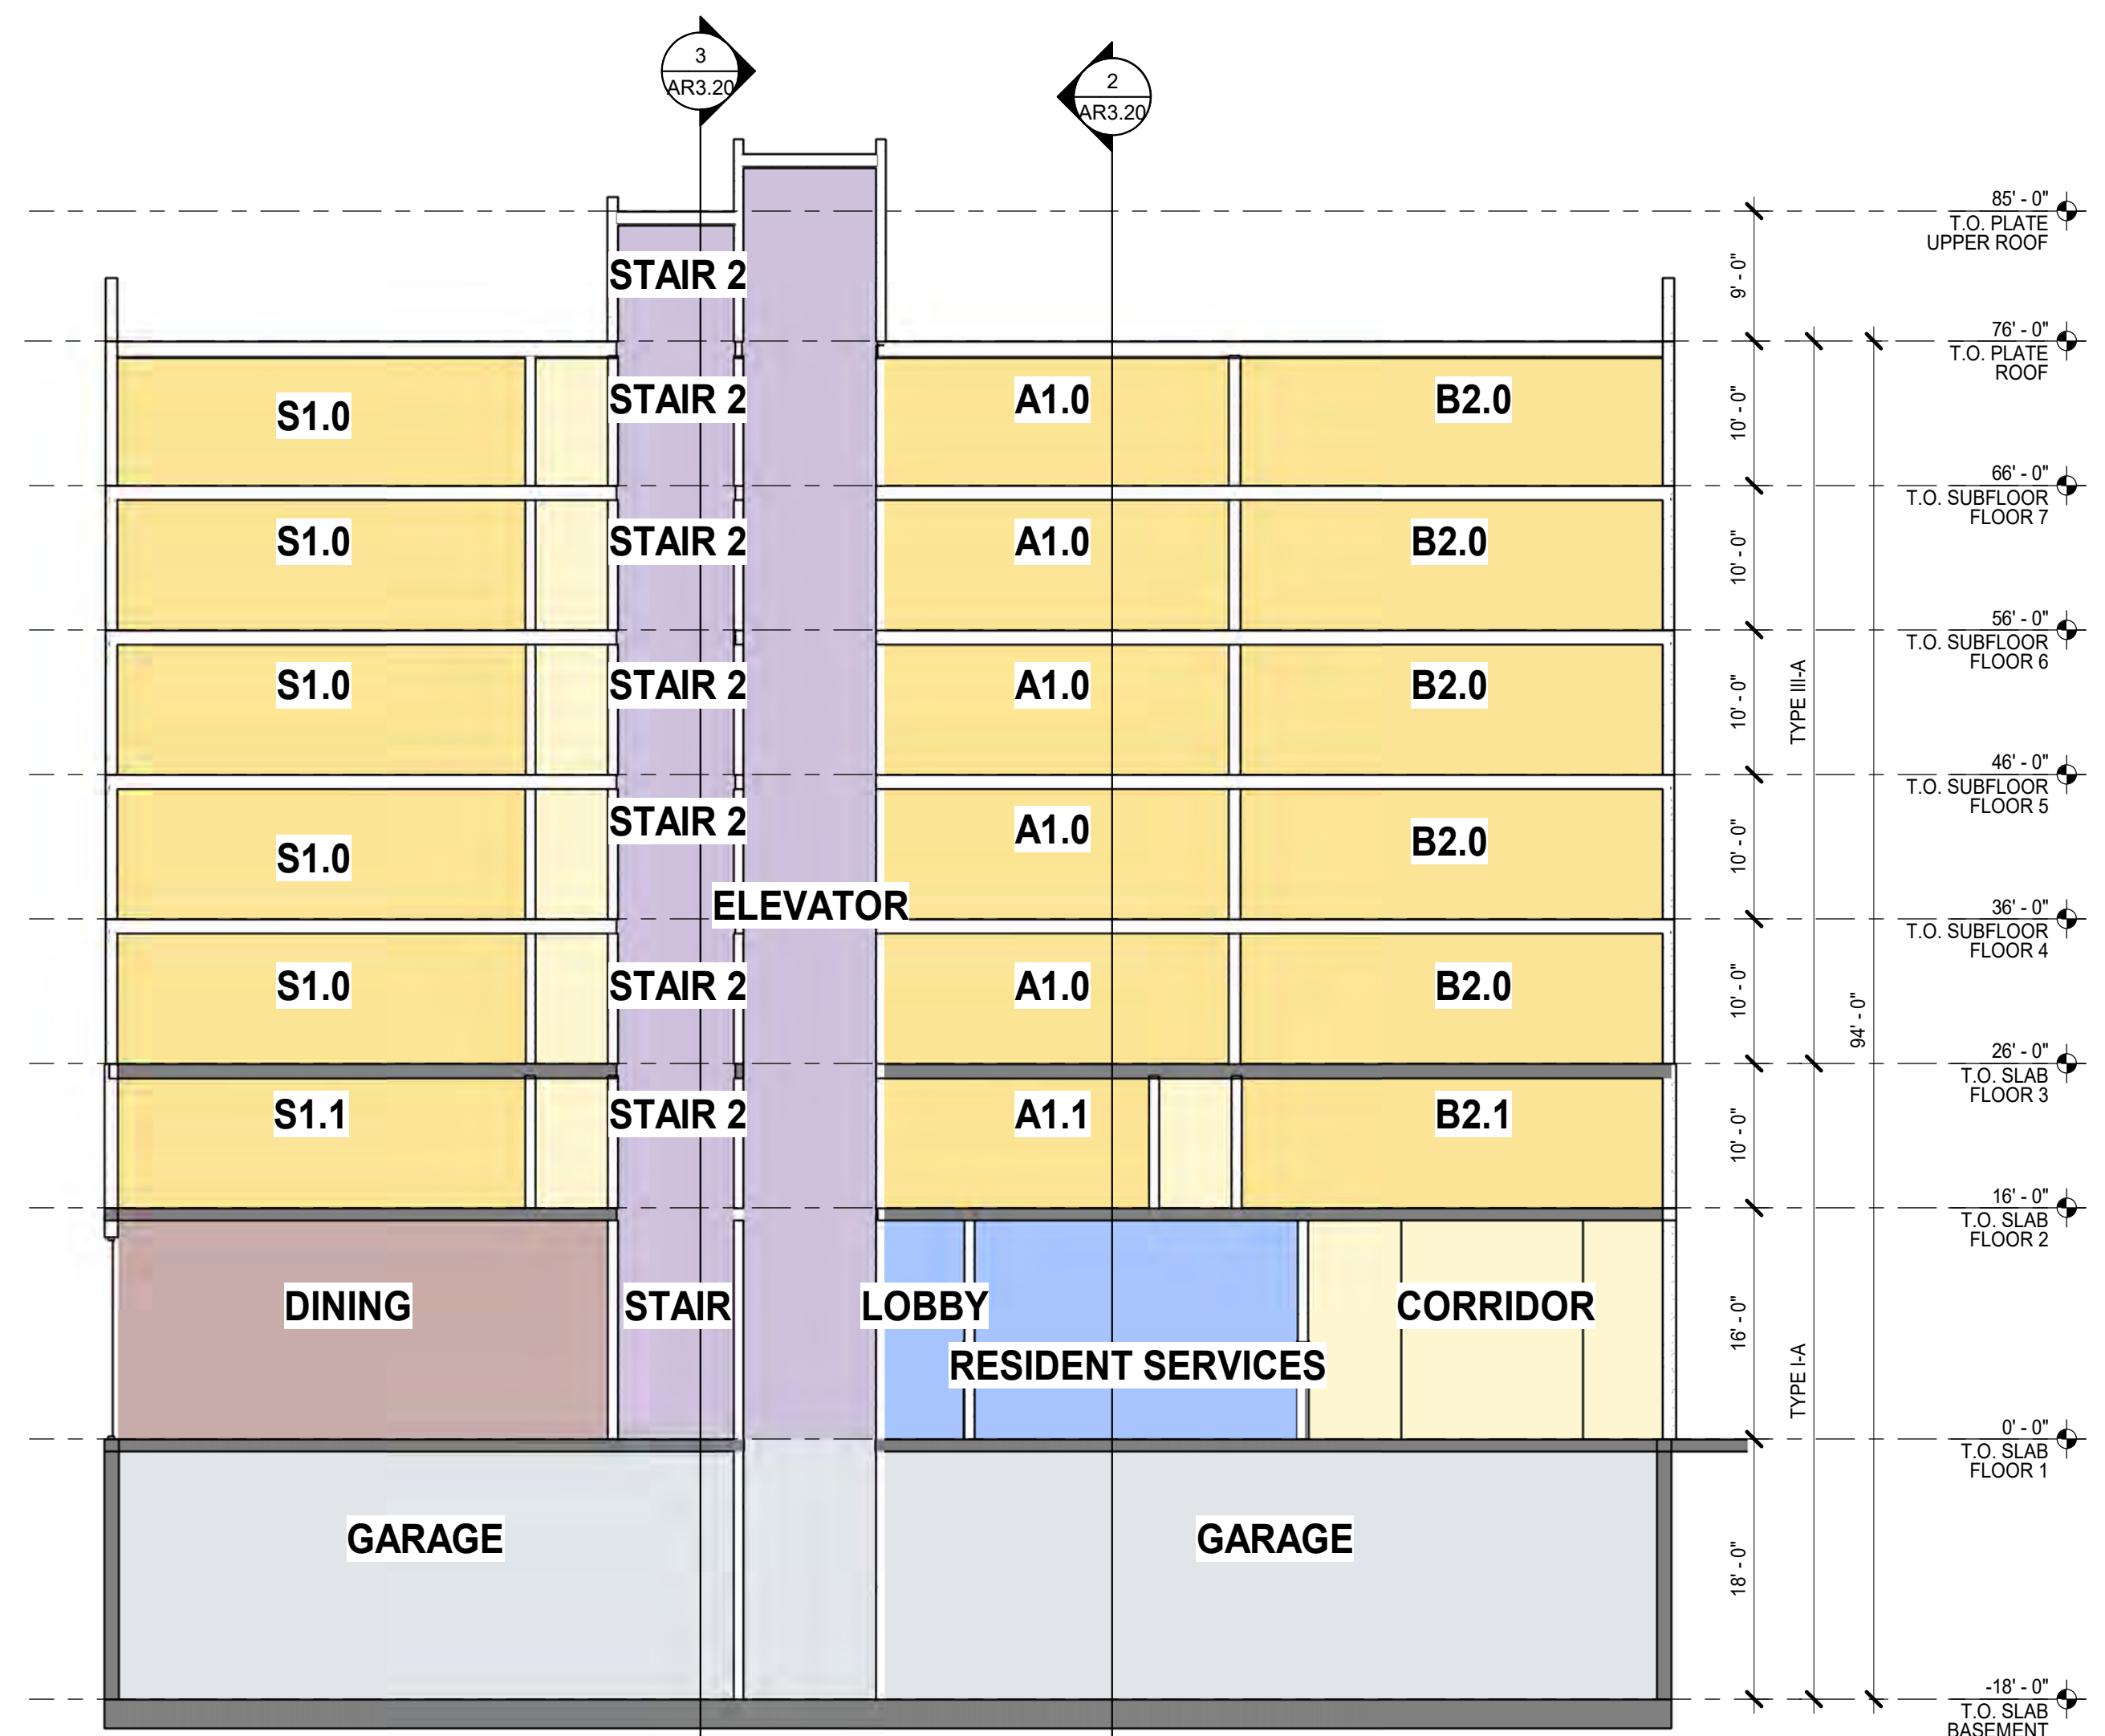 3
AR3.20
2
AR3.20
85' - 0"
T.O. PLATE
UPPER ROOF
9' - 0"
STAIR 2
76' - 0"
T.O. PLATE
ROOF
S1.0
STAIR 2
A1.0
B2.0
10' - 0"
66' - 0"
T.O. SUBFLOOR
FLOOR 7
S1.0
STAIR 2
A1.0
B2.0
10' - 0"
56' - 0"
T.O. SUBFLOOR
FLOOR 6
S1.0
STAIR 2
A1.0
B2.0
10' - 0"
TYPE III-A
46' - 0"
T.O. SUBFLOOR
FLOOR 5
S1.0
STAIR 2
A1.0
B2.0
10' - 0"
ELEVATOR
36' - 0"
T.O. SUBFLOOR
FLOOR 4
S1.0
STAIR 2
A1.0
B2.0
10' - 0"
94' - 0"
26' - 0"
T.O. SLAB
FLOOR 3
S1.1
STAIR 2
A1.1
B2.1
10' - 0"
16' - 0"
T.O. SLAB
FLOOR 2
DINING
STAIR
LOBBY
CORRIDOR
RESIDENT SERVICES
16' - 0"
TYPE I-A
0' - 0"
T.O. SLAB
FLOOR 1
GARAGE
GARAGE
18' - 0"
-18' - 0"
T.O. SLAB
BASEMENT